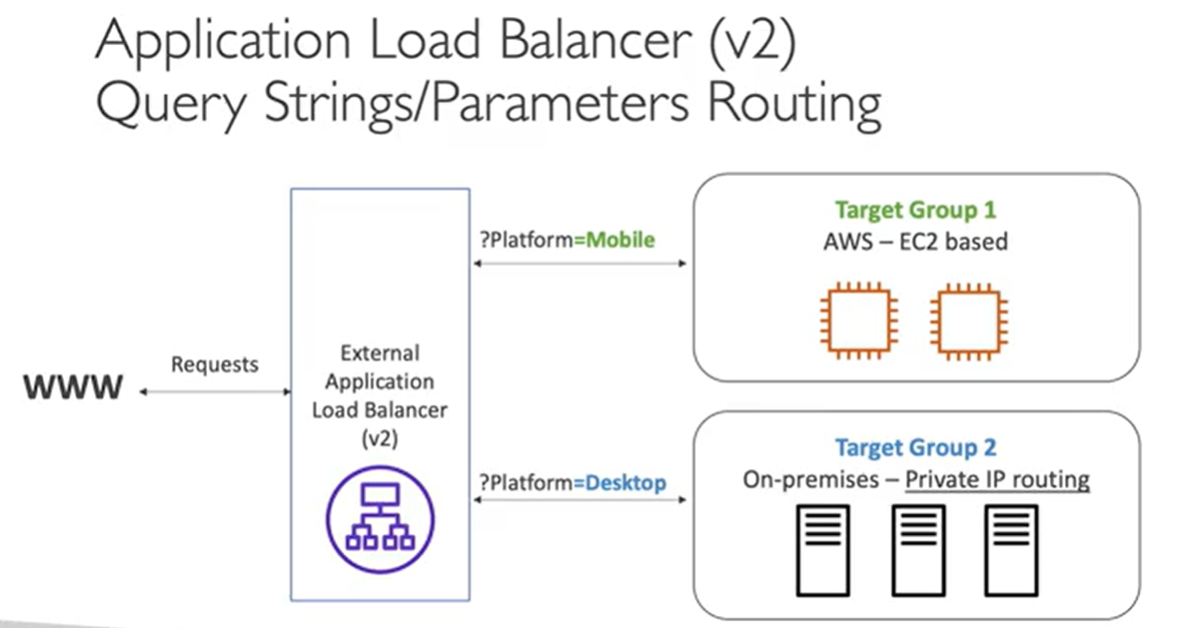 Application Load Balancer (v2)
Query Strings/Parameters Routing
WWW
Requests
External
Application
Load Balancer
(v2)
?Platform=Mobile
?Platform=Desktop
Target Group 1
AWS – EC2 based
Target Group 2
On-premises – Private IP routing